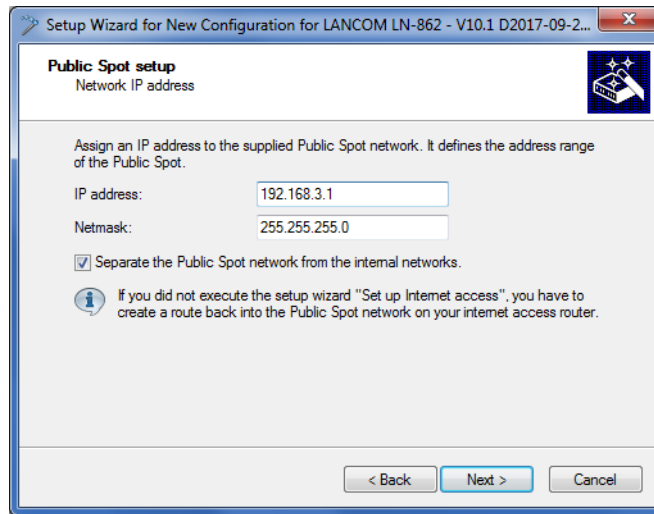 Setup Wizard for New Configuration for LANCOM LN-862 - V10.1 D2017-09-2...
Public Spot setup
Network IP address
Assign an IP address to the supplied Public Spot network. It defines the address range
of the Public Spot.
IP address:
192.168.3.1
Netmask:
255.255.255.0
Separate the Public Spot network from the internal networks.
If you did not execute the setup wizard "Set up Internet access", you have to
create a route back into the Public Spot network on your internet access router.
< Back
Next >
Cancel